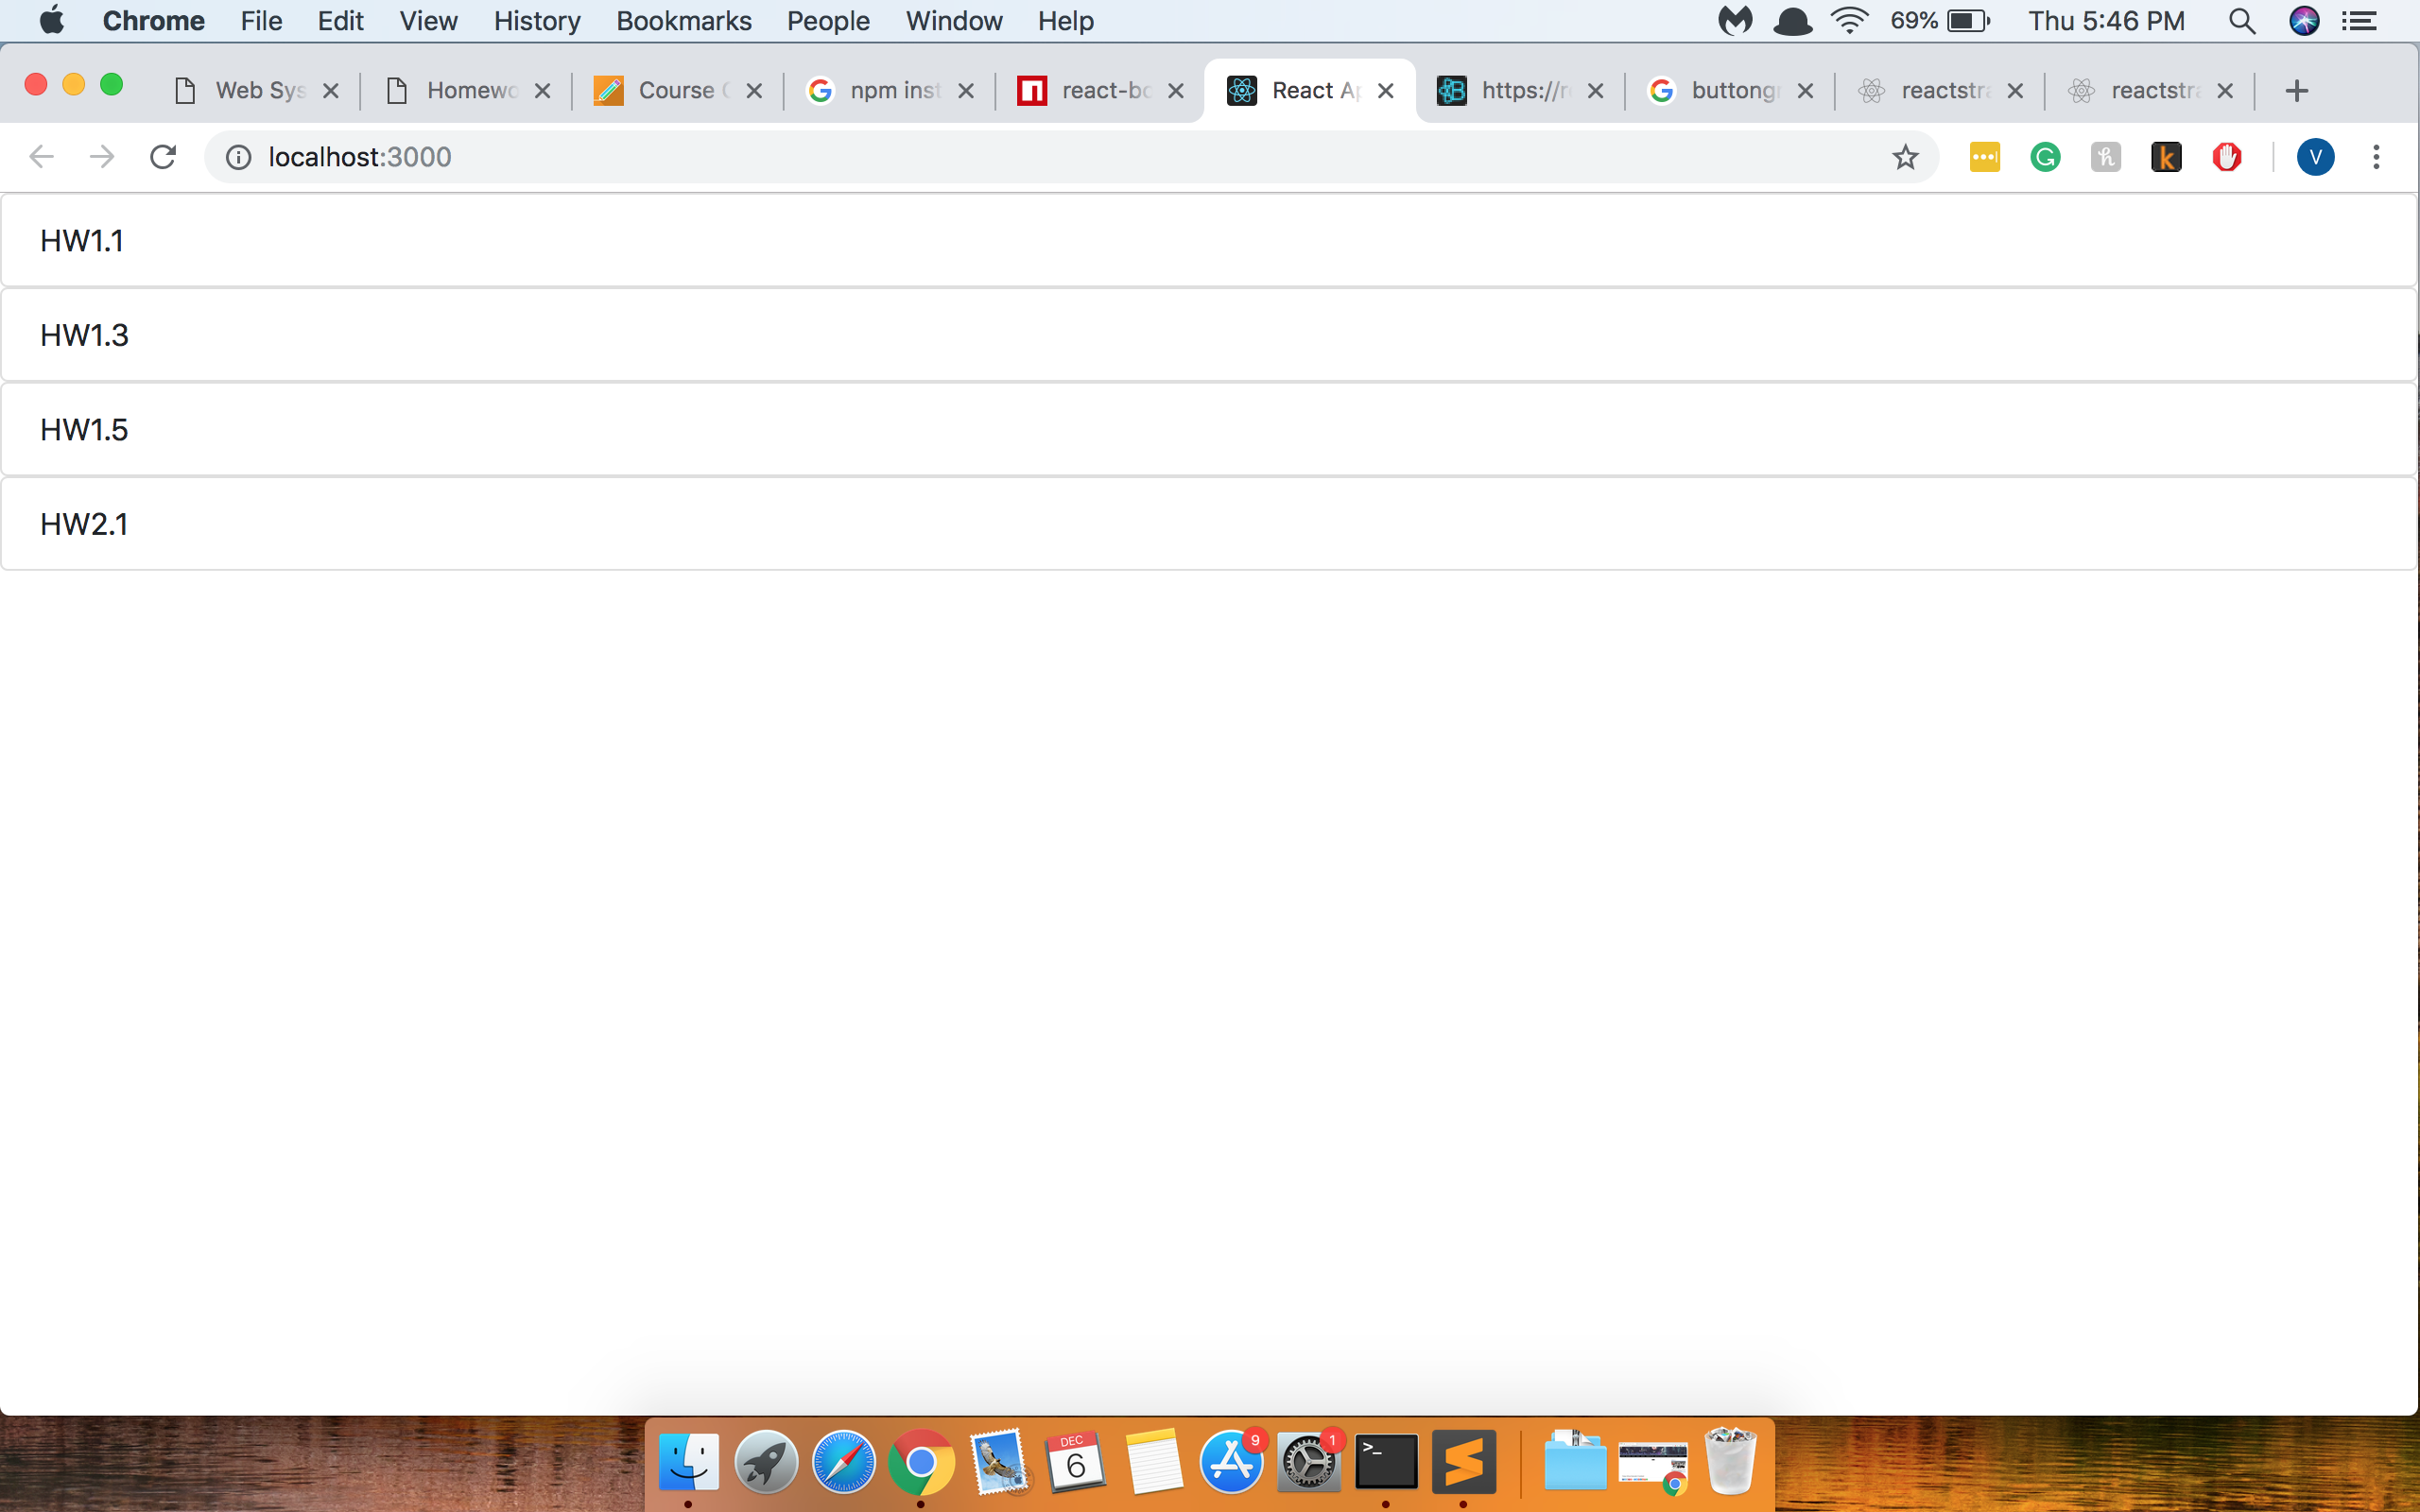 Chrome File Edit View History Bookmarks People Window Help 69% Thu 5:46 PM
Web Sys Homewo Course npm inst react-bo React Ap https://r buttong reactstra reactstra
localhost:3000 V
HW1.1
HW1.3
HW1.5
HW2.1
DEC 9 1
6